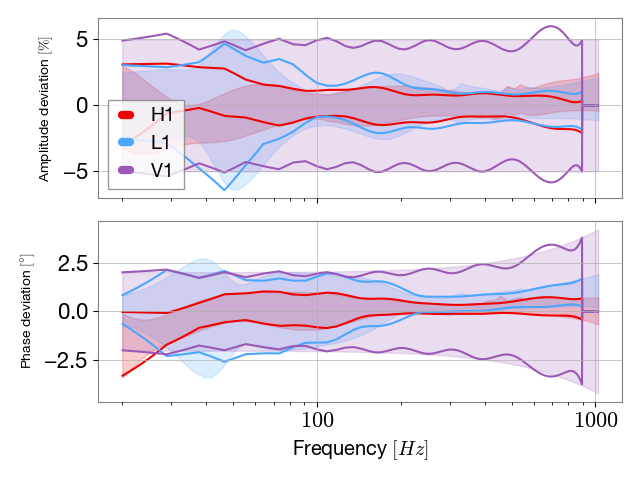 Amplitude deviation [%]
5
0
−5
H1
L1
V1
Phase deviation [°]
2.5
0.0
−2.5
100
1000
Frequency [Hz]